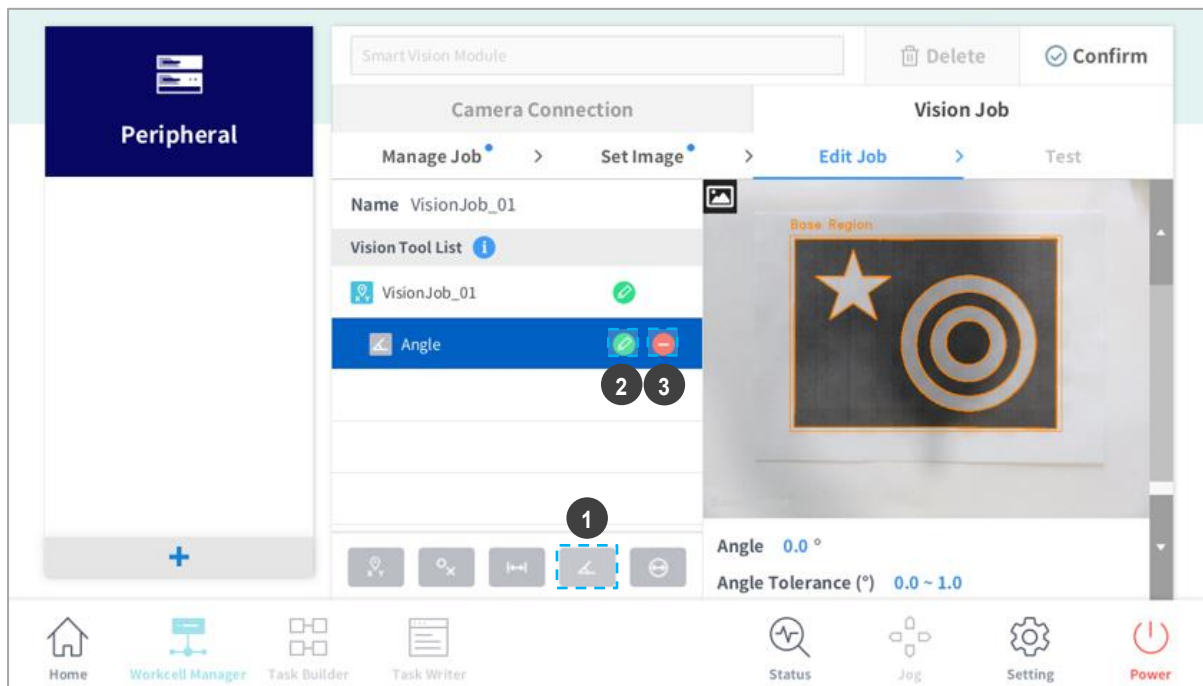 Peripheral
Smart Vision Module
Delete
Confirm
Camera Connection
Vision Job
Manage Job
>
Set Image
>
Edit Job
>
Test
Name VisionJob_01
Vision Tool List i
VisionJob_01
Angle
2 3
1
+
Base Region
Angle 0.0 °
Angle Tolerance (°) 0.0 ~ 1.0
Home
Workcell Manager
Task Builder
Task Writer
Status
Jog
Setting
Power